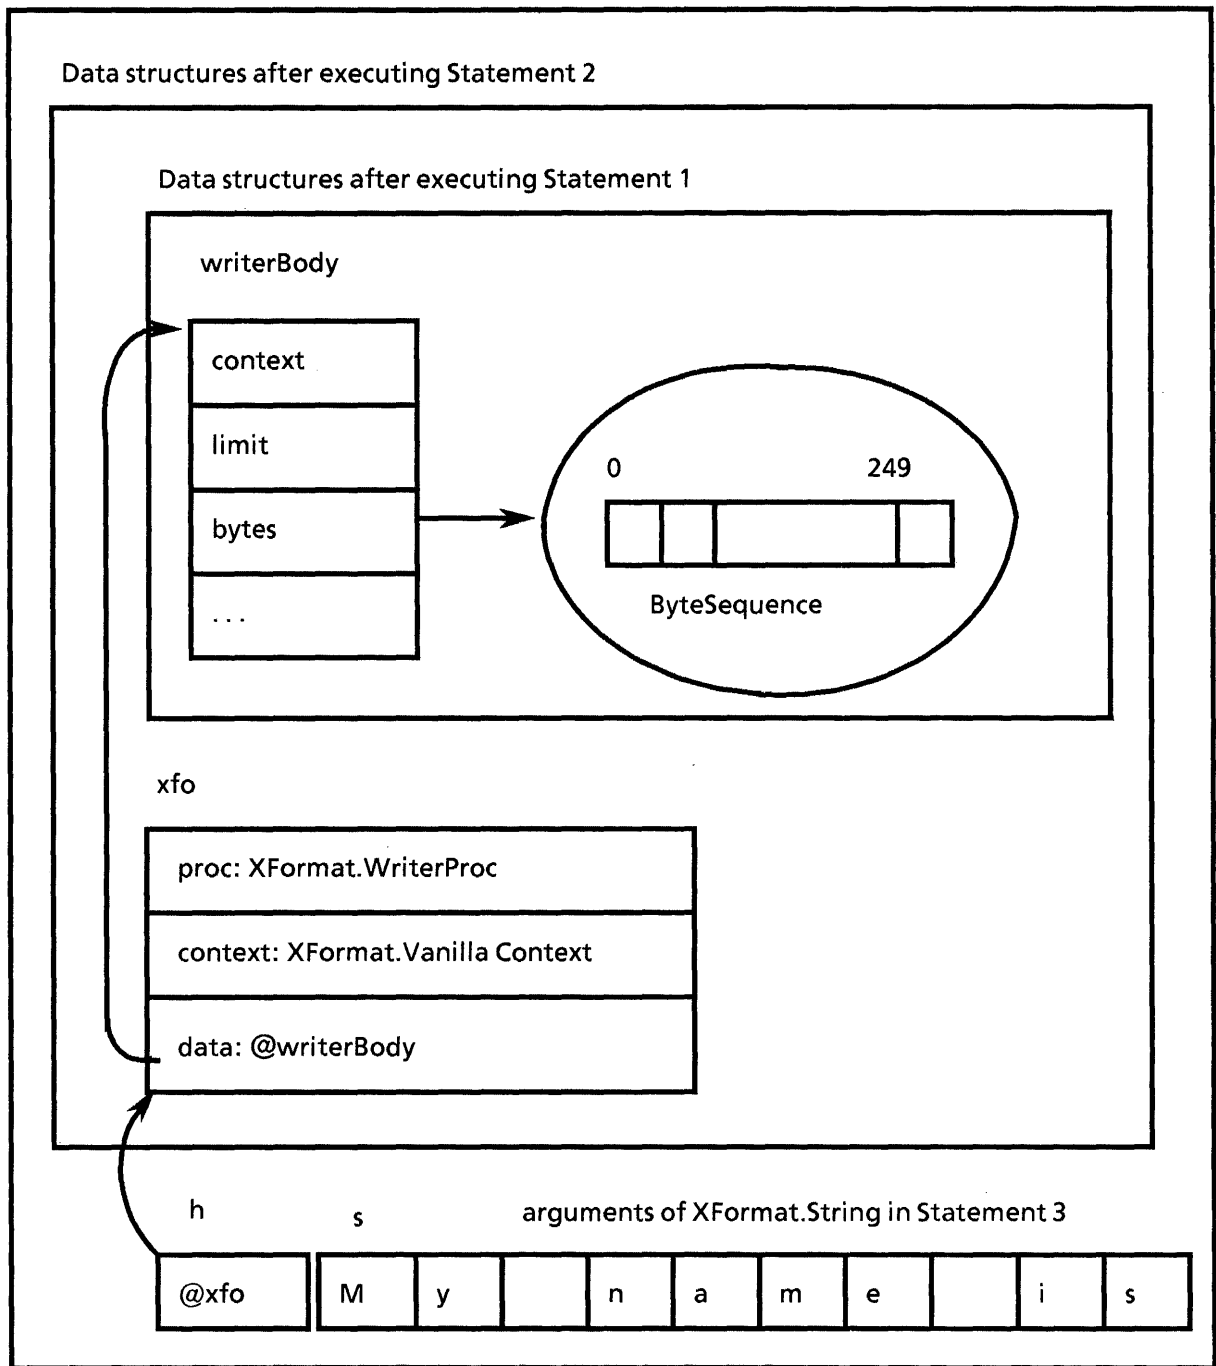 Data structures after executing Statement 2
Data structures after executing Statement 1
writerBody
context
limit
bytes
...
0 249
ByteSequence
xfo
proc: XFormat.WriterProc
context: XFormat.Vanilla Context
data: @writerBody
h s arguments of XFormat.String in Statement 3
@xfo M y n a m e i s